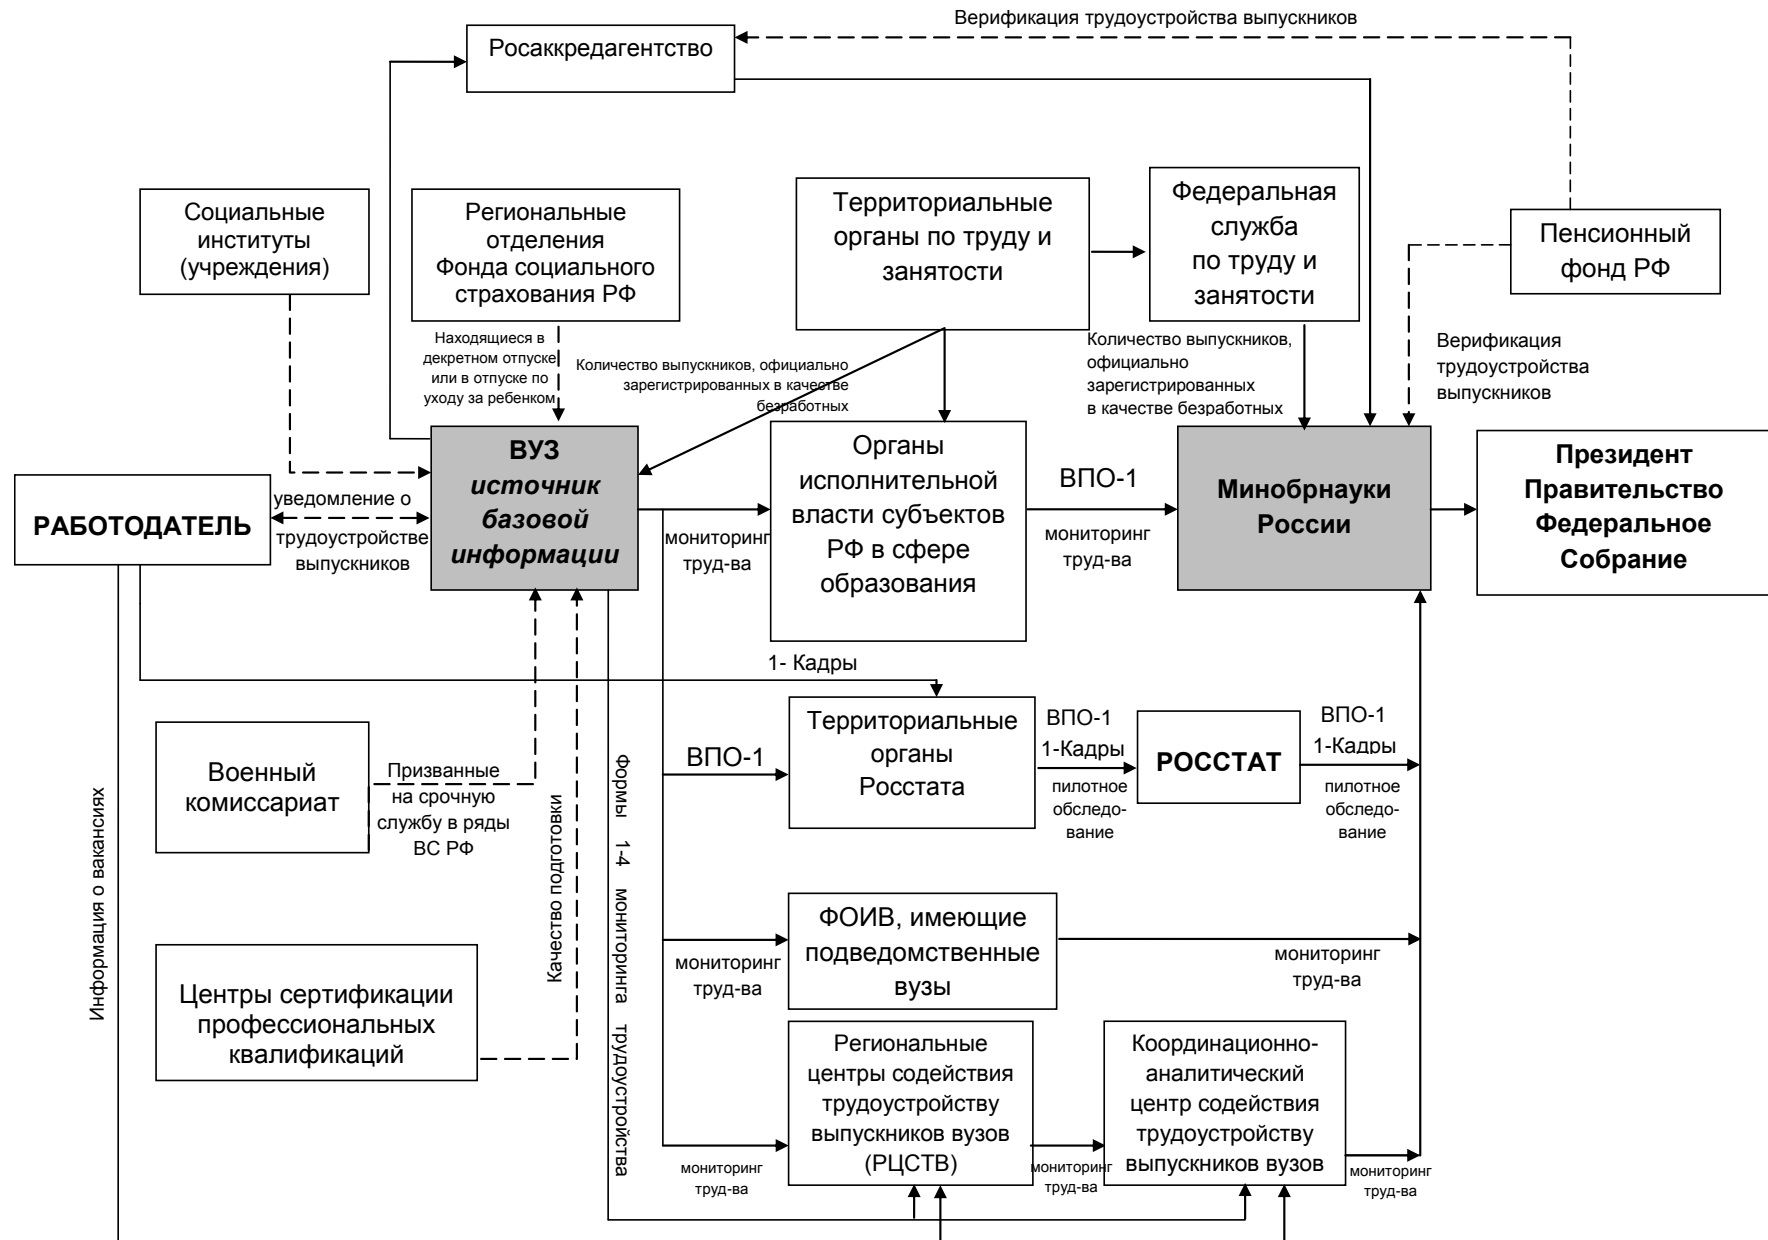 Верификация трудоустройства выпускников
Росаккредагентство
Социальные
институты
(учреждения)
Региональные
отделения
Фонда социального
страхования РФ
Территориальные
органы по труду и
занятости
Федеральная
служба
по труду и
занятости
Пенсионный
фонд РФ
Находящиеся в
декретном отпуске
или в отпуске по
уходу за ребенком
Количество выпускников, официально
зарегистрированных в качестве
безработных
Количество выпускников,
официально
зарегистрированных
в качестве безработных
Верификация
трудоустройства
выпускников
РАБОТОДАТЕЛЬ
уведомление о
трудоустройстве
выпускников
ВУЗ
источник
базовой
информации
мониторинг
труд-ва
Органы
исполнительной
власти субъектов
РФ в сфере
образования
ВПО-1
мониторинг
труд-ва
Минобрнауки
России
Президент
Правительство
Федеральное
Собрание
1- Кадры
Военный
комиссариат
Призванные
на срочную
службу в ряды
ВС РФ
ВПО-1
Территориальные
органы
Росстата
ВПО-1
1-Кадры
пилотное
обследо-
вание
РОССТАТ
ВПО-1
1-Кадры
пилотное
обследо-
вание
Информация о вакансиях
Качество подготовки
Формы 1-4 мониторинга трудоустройства
Центры сертификации
профессиональных
квалификаций
мониторинг
труд-ва
ФОИВ, имеющие
подведомственные
вузы
мониторинг
труд-ва
мониторинг
труд-ва
Региональные
центры содействия
трудоустройству
выпускников вузов
(РЦСТВ)
мониторинг
труд-ва
Координационно-
аналитический
центр содействия
трудоустройству
выпускников вузов
мониторинг
труд-ва